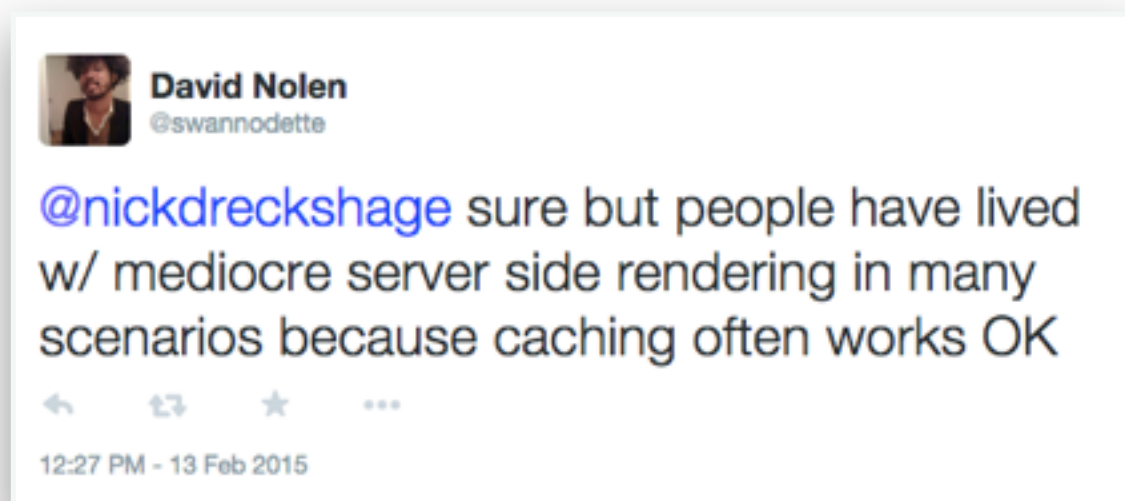 David Nolen
@swannodette
@nickdreckshage sure but people have lived
w/ mediocre server side rendering in many
scenarios because caching often works OK
12:27 PM - 13 Feb 2015